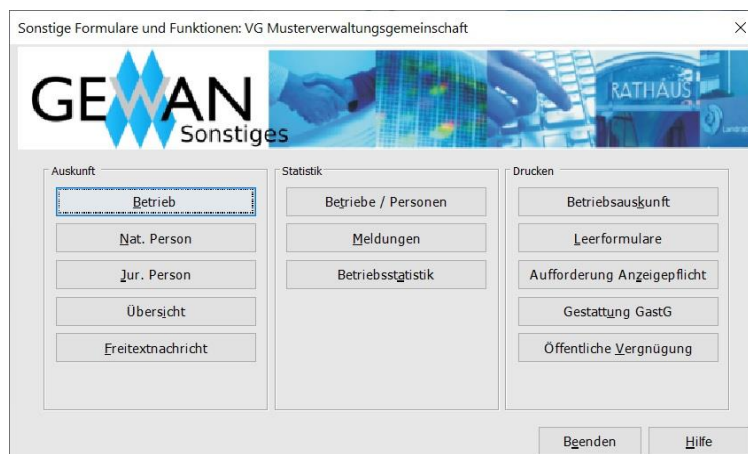 Sonstige Formulare und Funktionen: VG Musterverwaltungsgemeinschaft
GEWAN
Sonstiges
RATHAUS
Auskunft
Betrieb
Nat. Person
Jur. Person
Übersicht
Freitextnachricht
Statistik
Betriebe / Personen
Meldungen
Betriebsstatistik
Drucken
Betriebsauskunft
Leerformulare
Aufforderung Anzeigepflicht
Gestattung GastG
Öffentliche Vergnügung
Beenden
Hilfe